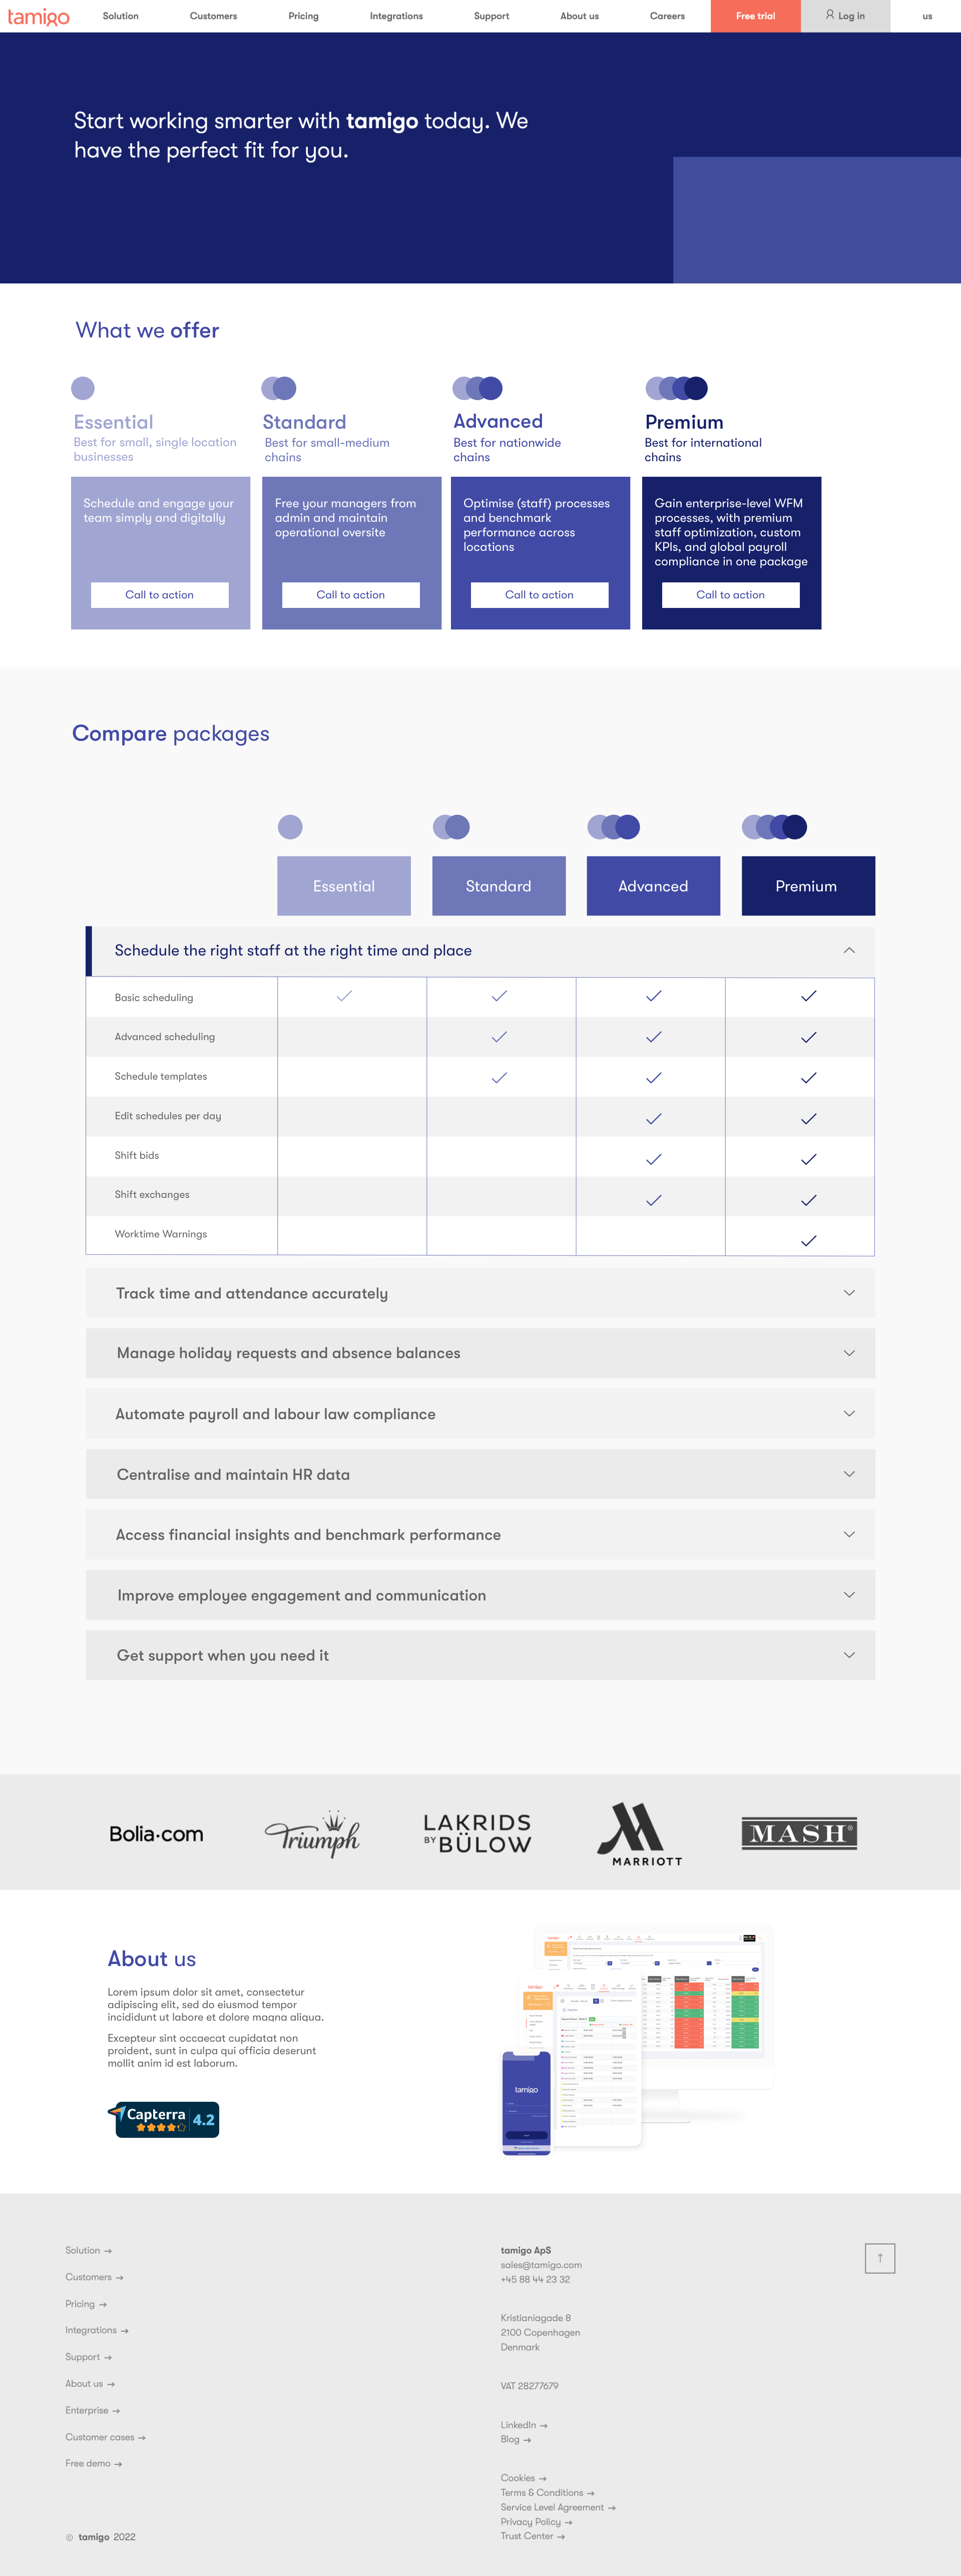 tamigo
Solution
Customers
Pricing
Integrations
Support
About us
Careers
Free trial
Log in
us
Start working smarter with tamigo today. We
have the perfect fit for you.
What we offer
Essential
Best for small, single location
businesses
Schedule and engage your
team simply and digitally
Call to action
Standard
Best for small-medium
chains
Free your managers from
admin and maintain
operational oversite
Call to action
Advanced
Best for nationwide
chains
Optimise (staff) processes
and benchmark
performance across
locations
Call to action
Premium
Best for international
chains
Gain enterprise-level WFM
processes, with premium
staff optimization, custom
KPIs, and global payroll
compliance in one package
Call to action
Compare packages
Essential
Standard
Advanced
Premium
Schedule the right staff at the right time and place
Basic scheduling
Advanced scheduling
Schedule templates
Edit schedules per day
Shift bids
Shift exchanges
Worktime Warnings
Track time and attendance accurately
Manage holiday requests and absence balances
Automate payroll and labour law compliance
Centralise and maintain HR data
Access financial insights and benchmark performance
Improve employee engagement and communication
Get support when you need it
Bolia.com
Triumph
LAKRIDS
BY BÜLOW
MARRIOTT
MASH®
About us
Lorem ipsum dolor sit amet, consectetur
adipiscing elit, sed do eiusmod tempor
incididunt ut labore et dolore magna aliqua.
Excepteur sint occaecat cupidatat non
proident, sunt in culpa qui officia deserunt
mollit anim id est laborum.
Capterra 4.2
tamigo
Solution →
Customers →
Pricing →
Integrations →
Support →
About us →
Enterprise →
Customer cases →
Free demo →
© tamigo 2022
tamigo ApS
sales@tamigo.com
+45 88 44 23 32
Kristianiagade 8
2100 Copenhagen
Denmark
VAT 28277679
LinkedIn →
Blog →
Cookies →
Terms & Conditions →
Service Level Agreement →
Privacy Policy →
Trust Center →
↑